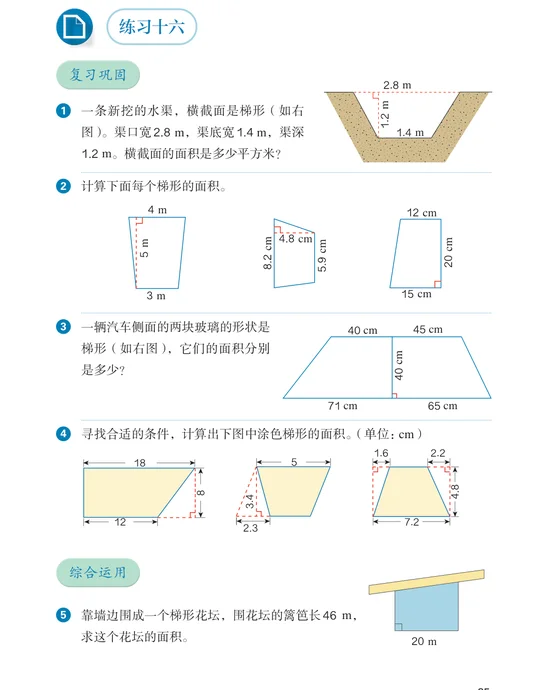 练习十六
复习巩固
1 一条新挖的水渠，横截面是梯形（如右
图）。渠口宽2.8 m，渠底宽1.4 m，渠深
1.2 m。横截面的面积是多少平方米？
2.8 m
1.2 m
1.4 m
2 计算下面每个梯形的面积。
4 m
5 m
3 m
8.2 cm
4.8 cm
5.9 cm
12 cm
20 cm
15 cm
3 一辆汽车侧面的两块玻璃的形状是
梯形（如右图），它们的面积分别
是多少？
40 cm
45 cm
40 cm
71 cm
65 cm
4 寻找合适的条件，计算出下图中涂色梯形的面积。（单位：cm）
18
8
12
5
3.4
2.3
1.6
2.2
4.8
7.2
综合运用
5 靠墙边围成一个梯形花坛，围花坛的篱笆长46 m，
求这个花坛的面积。
20 m